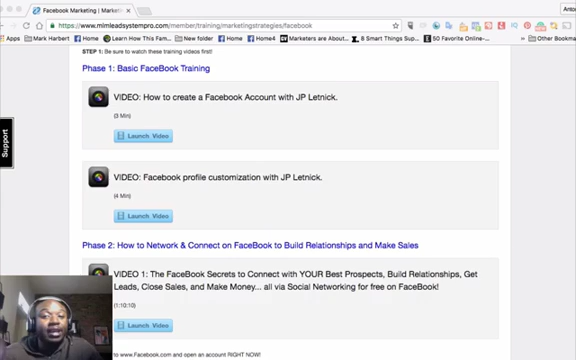 Facebook Marketing | Market
Anto
https://www.mlmleadsystempro.com/member/training/marketingstrategies/facebook
Apps
Mark Harbert
Learn How This Fam
Home
Home4
Marketers are Abou
8 Smart Things Sup
50 Favorite Online
Other Bookma
STEP 1: Be sure to watch these training videos first!
Phase 1: Basic FaceBook Training
VIDEO: How to create a Facebook Account with JP Letnick.
(3 Min)
Launch Video
Support
VIDEO: Facebook profile customization with JP Letnick.
(4 Min)
Launch Video
Phase 2: How to Network & Connect on FaceBook to Build Relationships and Make Sales
VIDEO 1: The FaceBook Secrets to Connect with YOUR Best Prospects, Build Relationships, Get
Leads, Close Sales, and Make Money... all via Social Networking for free on FaceBook!
(1:10:10)
Launch Video
to www.Facebook.com and open an account RIGHT NOW!